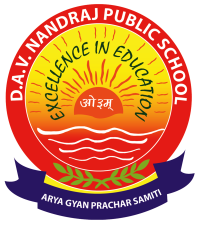 D.A.V. NANDRAJ PUBLIC SCHOOL
EXCELLENCE IN EDUCATION
ओ३म्
ARYA GYAN PRACHAR SAMITI